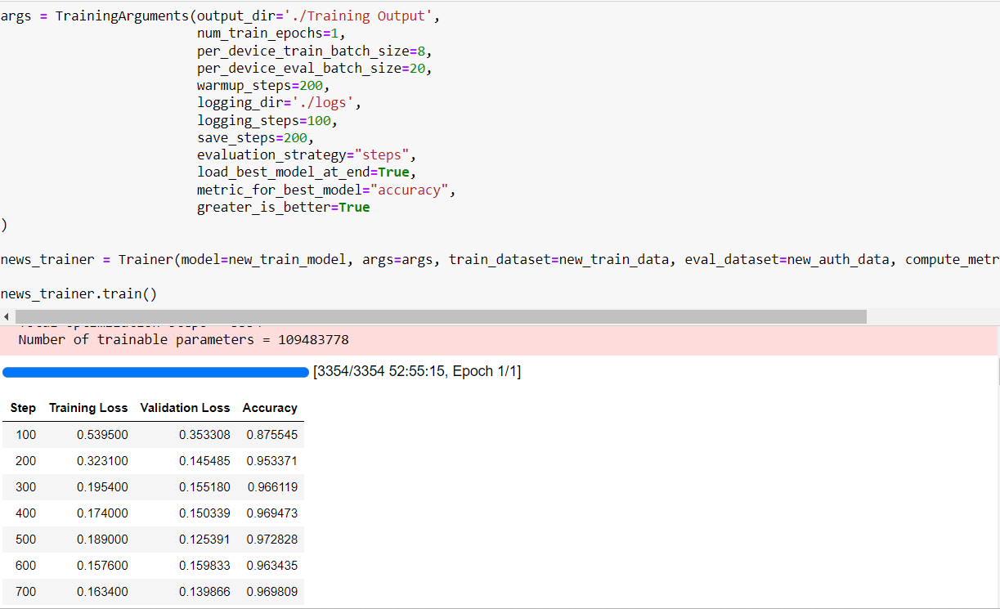 args = TrainingArguments(output_dir='./Training Output',
num_train_epochs=1,
per_device_train_batch_size=8,
per_device_eval_batch_size=20,
warmup_steps=200,
logging_dir='./logs',
logging_steps=100,
save_steps=200,
evaluation_strategy="steps",
load_best_model_at_end=True,
metric_for_best_model="accuracy",
greater_is_better=True
)
news_trainer = Trainer(model=new_train_model, args=args, train_dataset=new_train_data, eval_dataset=new_auth_data, compute_metr
news_trainer.train()
Number of trainable parameters = 109483778
[3354/3354 52:55:15, Epoch 1/1]
Step Training Loss Validation Loss Accuracy
100 0.539500 0.353308 0.875545
200 0.323100 0.145485 0.953371
300 0.195400 0.155180 0.966119
400 0.174000 0.150339 0.969473
500 0.189000 0.125391 0.972828
600 0.157600 0.159833 0.963435
700 0.163400 0.139866 0.969809